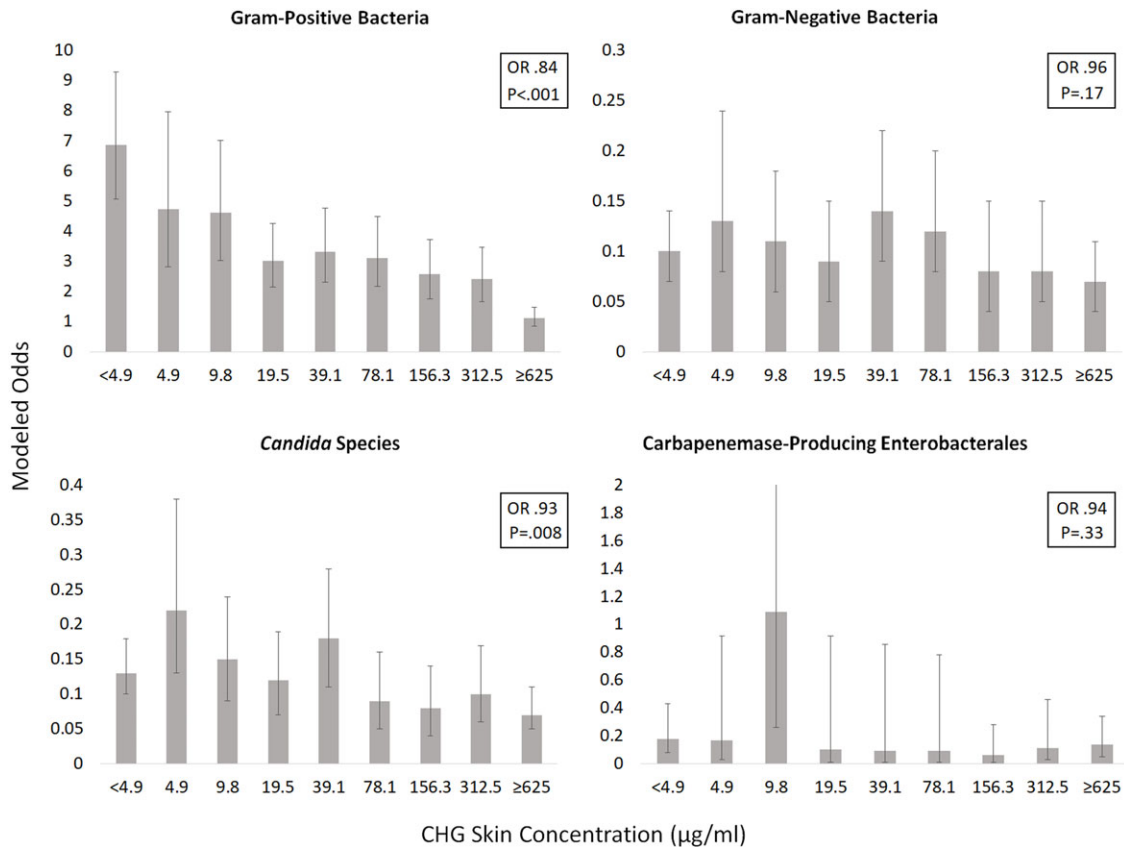 Gram-Positive Bacteria
10
9
8
7
6
5
4
3
2
1
0
OR .84
P<.001
<4.9 4.9 9.8 19.5 39.1 78.1 156.3 312.5 ≥625
Gram-Negative Bacteria
0.3
0.25
0.2
0.15
0.1
0.05
0
OR .96
P=.17
<4.9 4.9 9.8 19.5 39.1 78.1 156.3 312.5 ≥625
Modeled Odds
Candida Species
0.4
0.35
0.3
0.25
0.2
0.15
0.1
0.05
0
OR .93
P=.008
<4.9 4.9 9.8 19.5 39.1 78.1 156.3 312.5 ≥625
Carbapenemase-Producing Enterobacterales
2
1.8
1.6
1.4
1.2
1
0.8
0.6
0.4
0.2
0
OR .94
P=.33
<4.9 4.9 9.8 19.5 39.1 78.1 156.3 312.5 ≥625
CHG Skin Concentration (µg/ml)